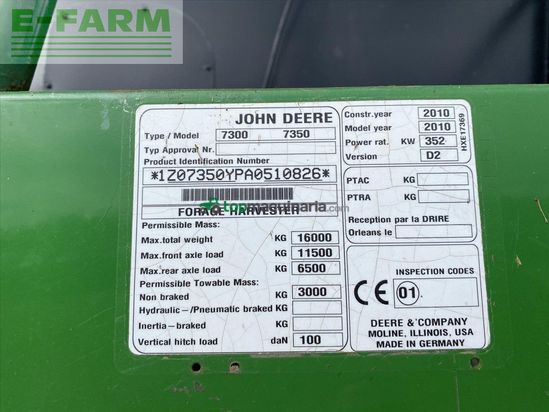 E-FARM
JOHN DEERE
Type / Model 7300 7350
Typ Approval Nr.
Product Identification Number
*1Z07350YPA0510826*
FORAGE HARVESTER
topmaquinaria.com
Permissible Mass:
Max.total weight KG 16000
Max.front axle load KG 11500
Max.rear axle load KG 6500
Permissible Towable Mass:
Non braked KG 3000
Hydraulic-/Pneumatic braked KG
Inertia-braked KG
Vertical hitch load daN 100
Constr.year 2010
Model year 2010
Power rat. KW 352
Version D2
HXE17369
PTAC KG
PTRA KG
Reception par la DRIRE
Orleans le
INSPECTION CODES
CE 01
DEERE & COMPANY
MOLINE, ILLINOIS, USA
MADE IN GERMANY